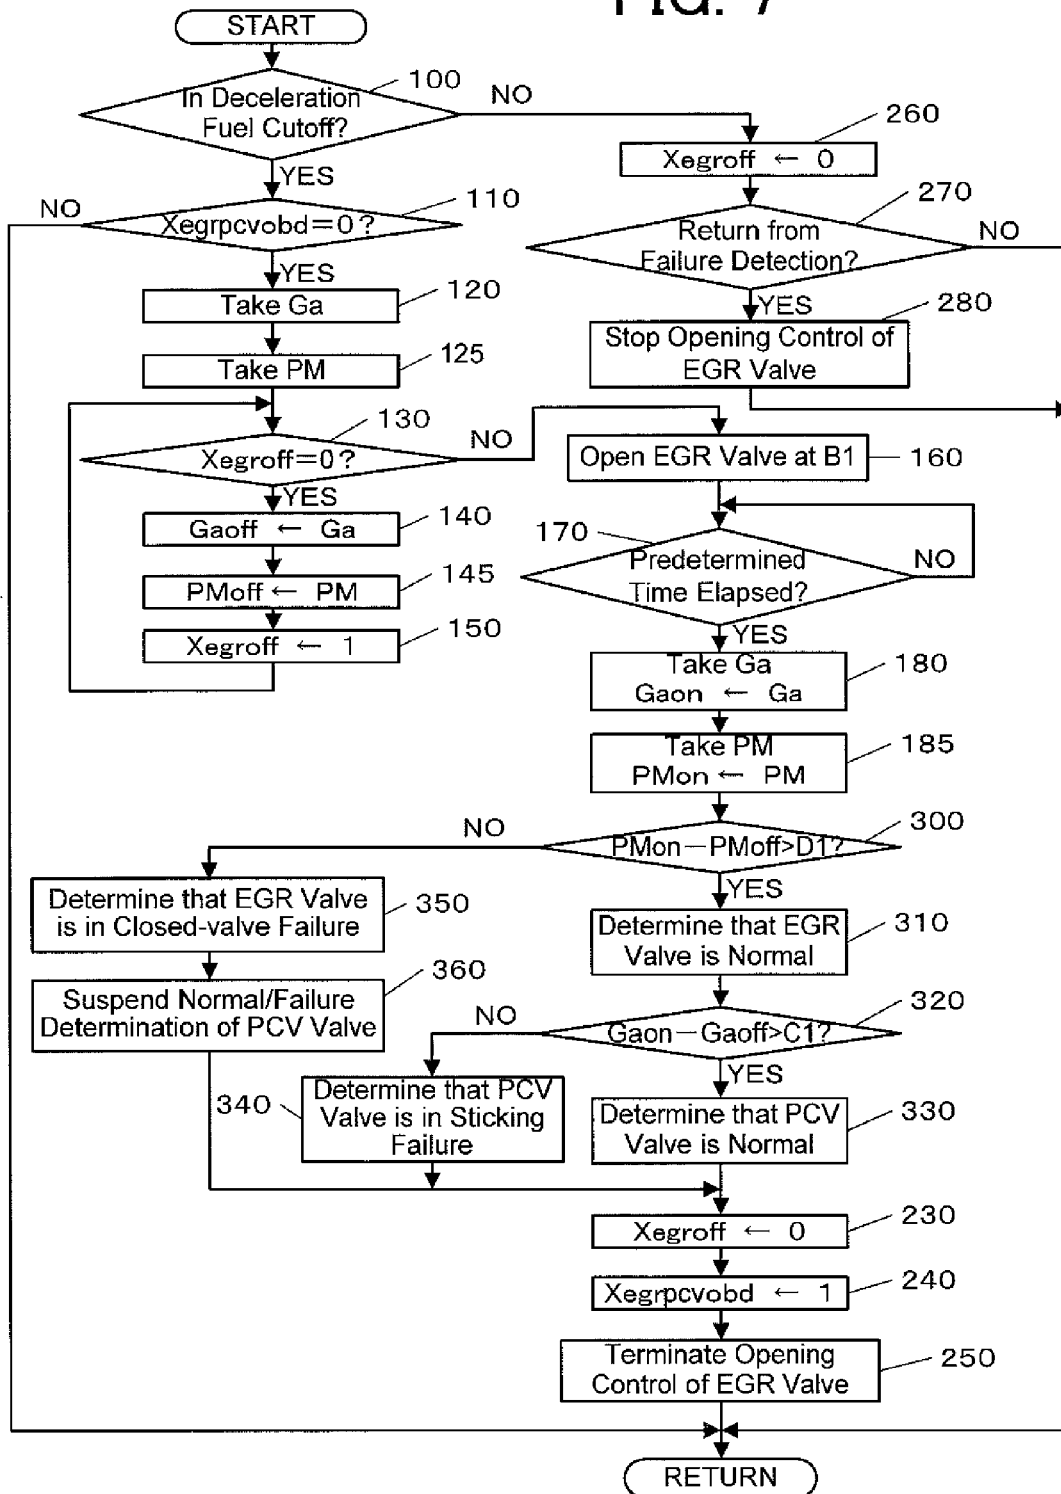 FIG. 7
START
In Deceleration
Fuel Cutoff?
100
NO
YES
260
Xegroff ← 0
NO
Xegrpcvobd=0?
110
YES
270
Return from
Failure Detection?
NO
YES
Take Ga
120
280
Stop Opening Control of
EGR Valve
Take PM
125
130
Xegroff=0?
NO
YES
Open EGR Valve at B1
160
Gaoff ← Ga
140
170
Predetermined
Time Elapsed?
NO
YES
PMoff ← PM
145
Xegroff ← 1
150
Take Ga
Gaon ← Ga
180
Take PM
PMon ← PM
185
NO
PMon－PMoff>D1?
300
YES
Determine that EGR Valve
is in Closed-valve Failure
350
Determine that EGR
Valve is Normal
310
Suspend Normal/Failure
Determination of PCV Valve
360
NO
Gaon－Gaoff>C1?
320
YES
340
Determine that PCV
Valve is in Sticking
Failure
Determine that PCV
Valve is Normal
330
Xegroff ← 0
230
Xegrpcvobd ← 1
240
Terminate Opening
Control of EGR Valve
250
RETURN